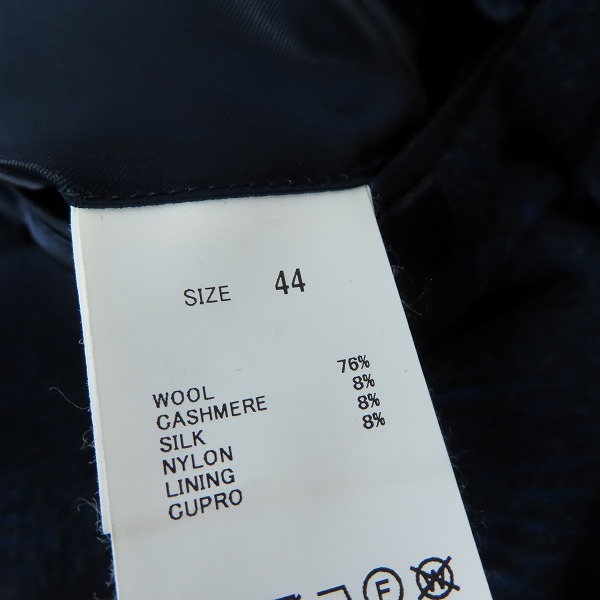 SIZE 44
WOOL 76%
CASHMERE 8%
SILK 8%
NYLON 8%
LINING
CUPRO
F W